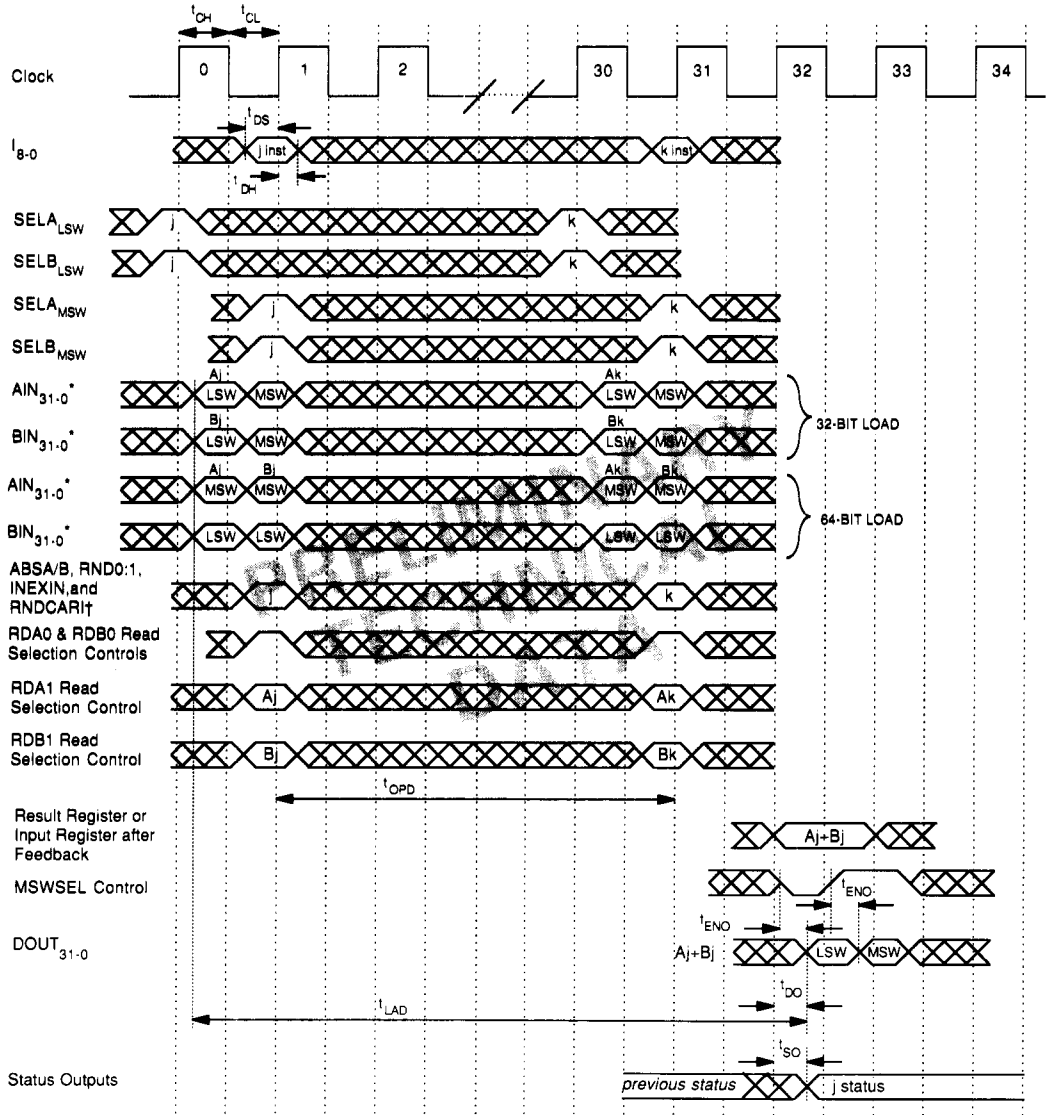 tCH tCL
Clock 0 1 2 30 31 32 33 34
tDS
I8-0 j inst k inst
tDH
SELALSW j k
SELBLSW j k
SELAMSW j k
SELBMSW j k
Aj Ak
AIN31-0* LSW MSW LSW MSW
32-BIT LOAD
Bj Bk
BIN31-0* LSW MSW LSW MSW
Aj Bj Ak Bk
AIN31-0* MSW MSW MSW MSW
64-BIT LOAD
BIN31-0* LSW LSW LSW LSW
ABSA/B, RND0:1,
INEXIN,and
RNDCARI† j k
RDA0 & RDB0 Read
Selection Controls
RDA1 Read
Selection Control Aj Ak
RDB1 Read
Selection Control Bj Bk
tOPD
Result Register or
Input Register after
Feedback Aj÷Bj
MSWSEL Control
tENO
tENO
DOUT31-0 Aj÷Bj LSW MSW
tDO
tLAD
tSO
Status Outputs previous status j status
PRELIMINARY
TECHNICAL
DATA